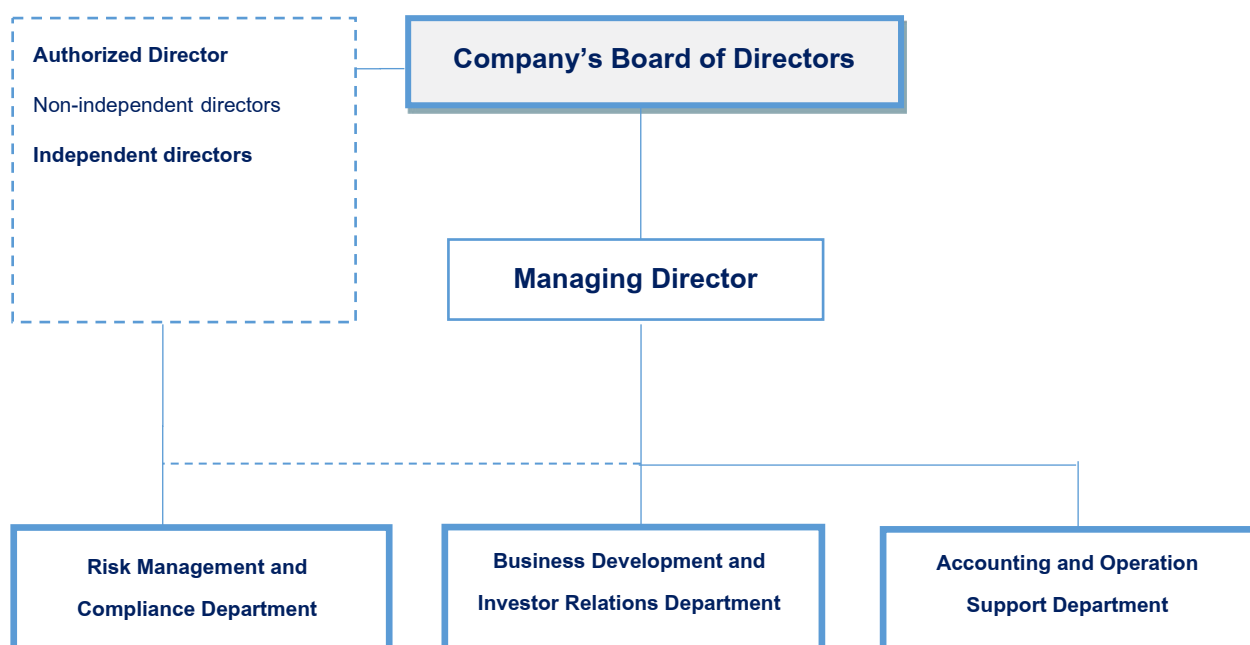 Authorized Director
Non-independent directors
Independent directors
Company’s Board of Directors
Managing Director
Risk Management and
Compliance Department
Business Development and
Investor Relations Department
Accounting and Operation
Support Department